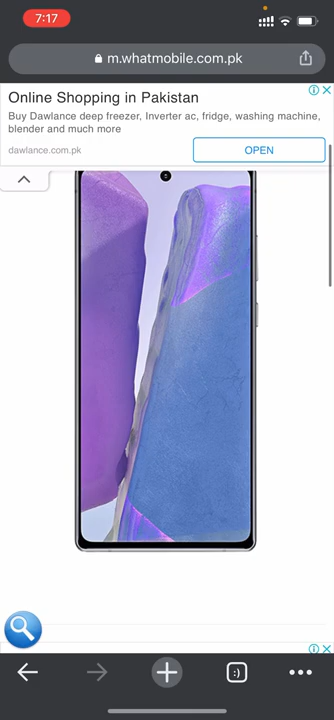 7:17
m.whatmobile.com.pk
Online Shopping in Pakistan
Buy Dawlance deep freezer, Inverter ac, fridge, washing machine,
blender and much more
dawlance.com.pk
OPEN
:)